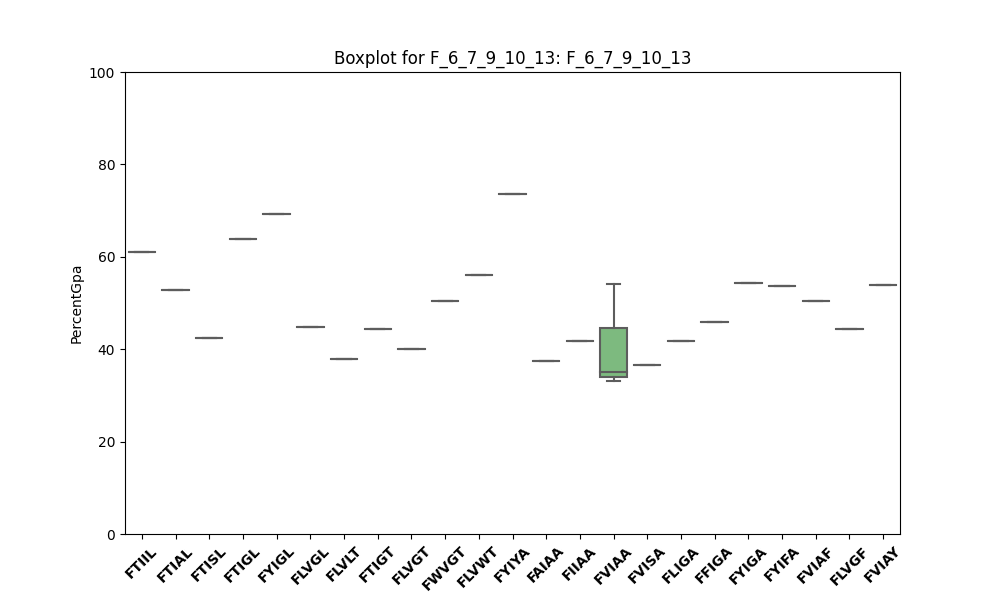 Boxplot for F_6_7_9_10_13: F_6_7_9_10_13
100
80
60
40
20
0
PercentGpa
FTIIL
FTIAL
FTISL
FTIGL
FYIGL
FLVGL
FLVLT
FTIGT
FLVGT
FWVGT
FLVWT
FYIYA
FAIAA
FIIAA
FVIAA
FVISA
FLIGA
FFIGA
FYIGA
FYIFA
FVIAF
FLVGF
FVIAY